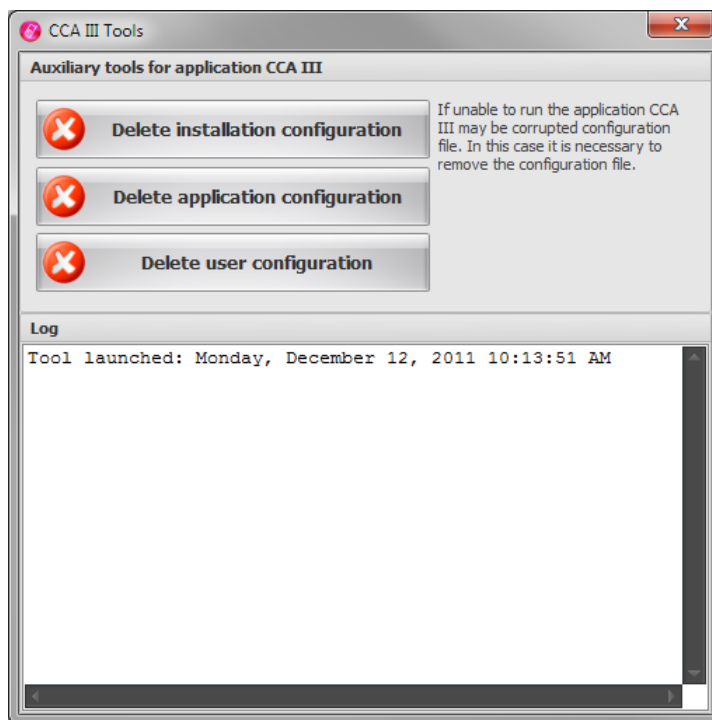 CCA III Tools
Auxiliary tools for application CCA III
Delete installation configuration
If unable to run the application CCA
III may be corrupted configuration
file. In this case it is necessary to
remove the configuration file.
Delete application configuration
Delete user configuration
Log
Tool launched: Monday, December 12, 2011 10:13:51 AM